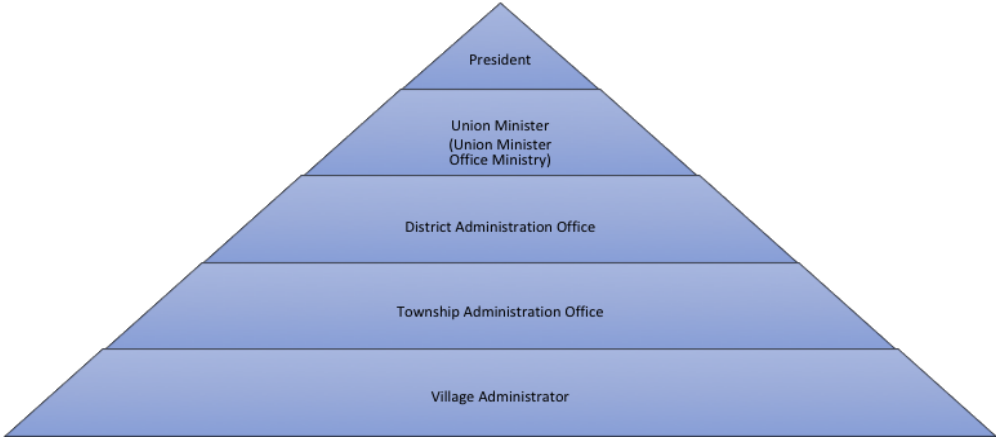 President
Union Minister
(Union Minister
Office Ministry)
District Administration Office
Township Administration Office
Village Administrator